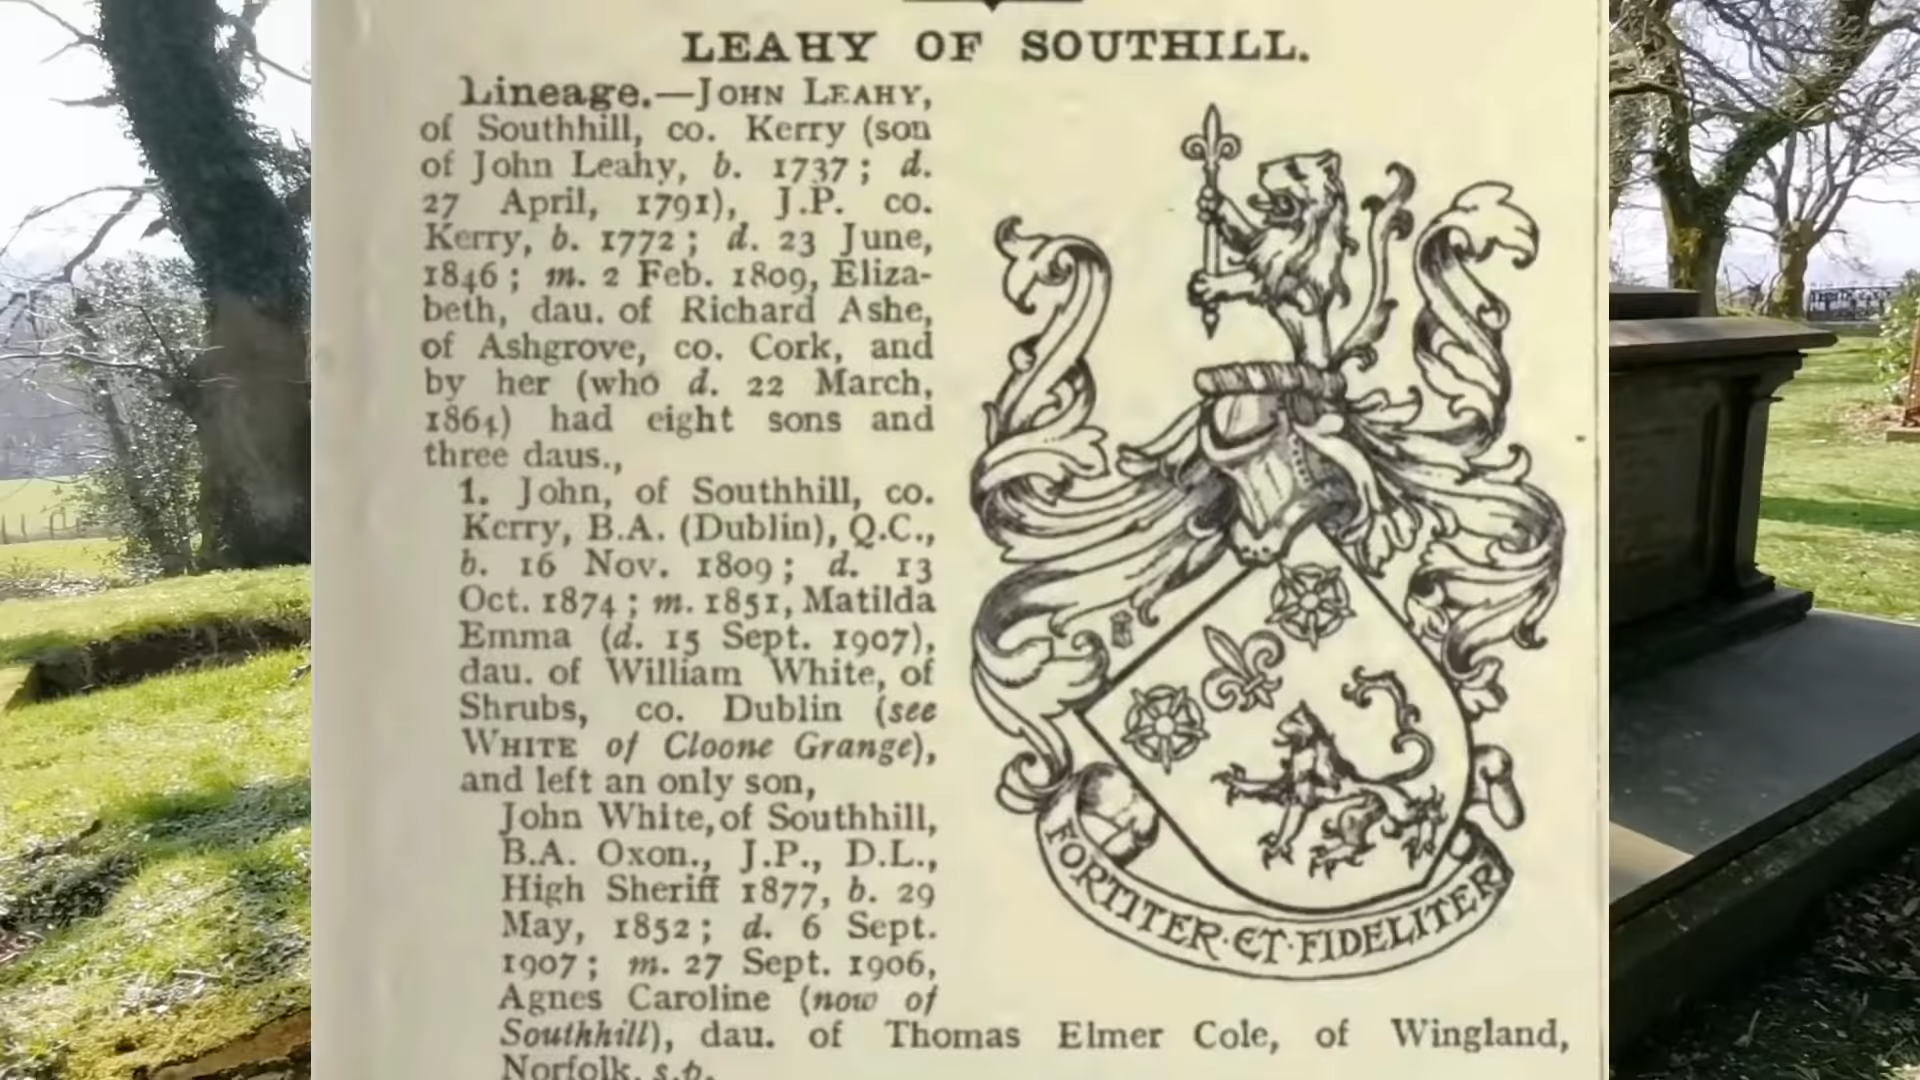 LEAHY OF SOUTHILL.
Lineage.—JOHN LEAHY,
of Southhill, co. Kerry (son
of John Leahy, b. 1737; d.
27 April, 1791), J.P. co.
Kerry, b. 1772; d. 23 June,
1846; m. 2 Feb. 1809, Eliza-
beth, dau. of Richard Ashe,
of Ashgrove, co. Cork, and
by her (who d. 22 March,
1864) had eight sons and
three daus.,
1. John, of Southhill, co.
Kerry, B.A. (Dublin), Q.C.,
b. 16 Nov. 1809; d. 13
Oct. 1874; m. 1851, Matilda
Emma (d. 15 Sept. 1907),
dau. of William White, of
Shrubs, co. Dublin (see
WHITE of Cloone Grange),
and left an only son,
John White, of Southhill,
B.A. Oxon., J.P., D.L.,
High Sheriff 1877, b. 29
May, 1852; d. 6 Sept.
1907; m. 27 Sept. 1906,
Agnes Caroline (now of
Southhill), dau. of Thomas Elmer Cole, of Wingland,
Norfolk, s.p.
FORTITER·ET·FIDELITER